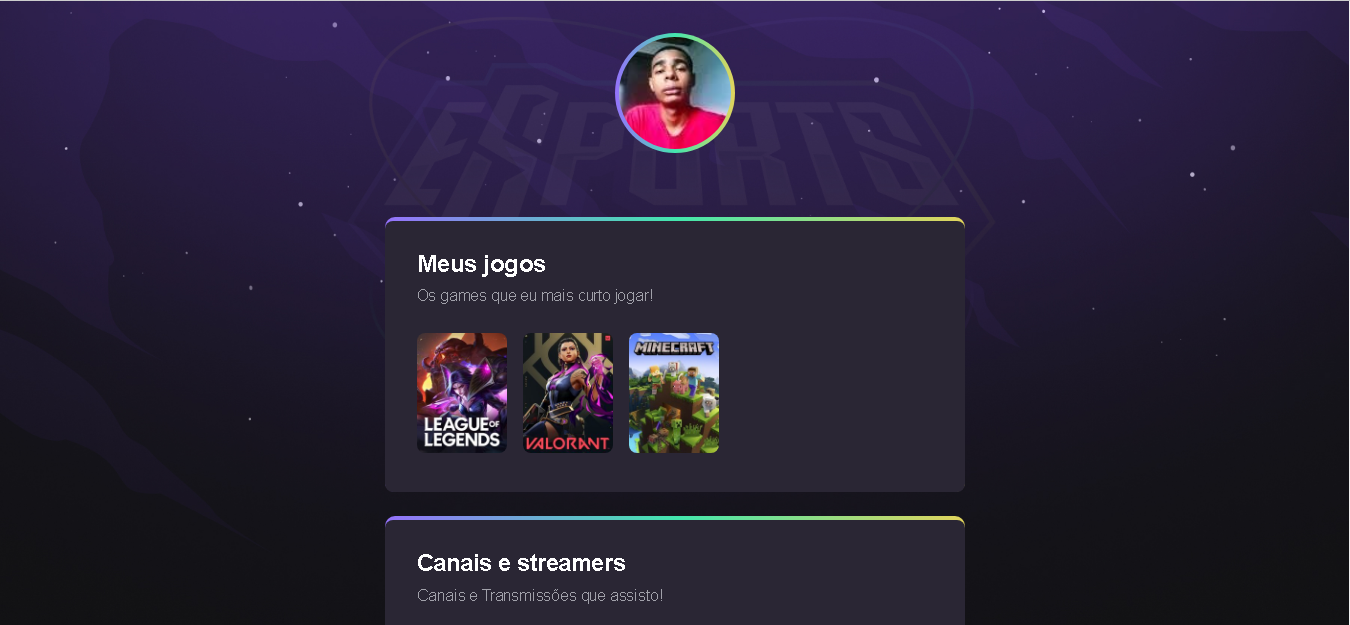 ESPORTS
Meus jogos
Os games que eu mais curto jogar!
LEAGUE OF
LEGENDS
VALORANT
MINECRAFT
Canais e streamers
Canais e Transmissões que assisto!